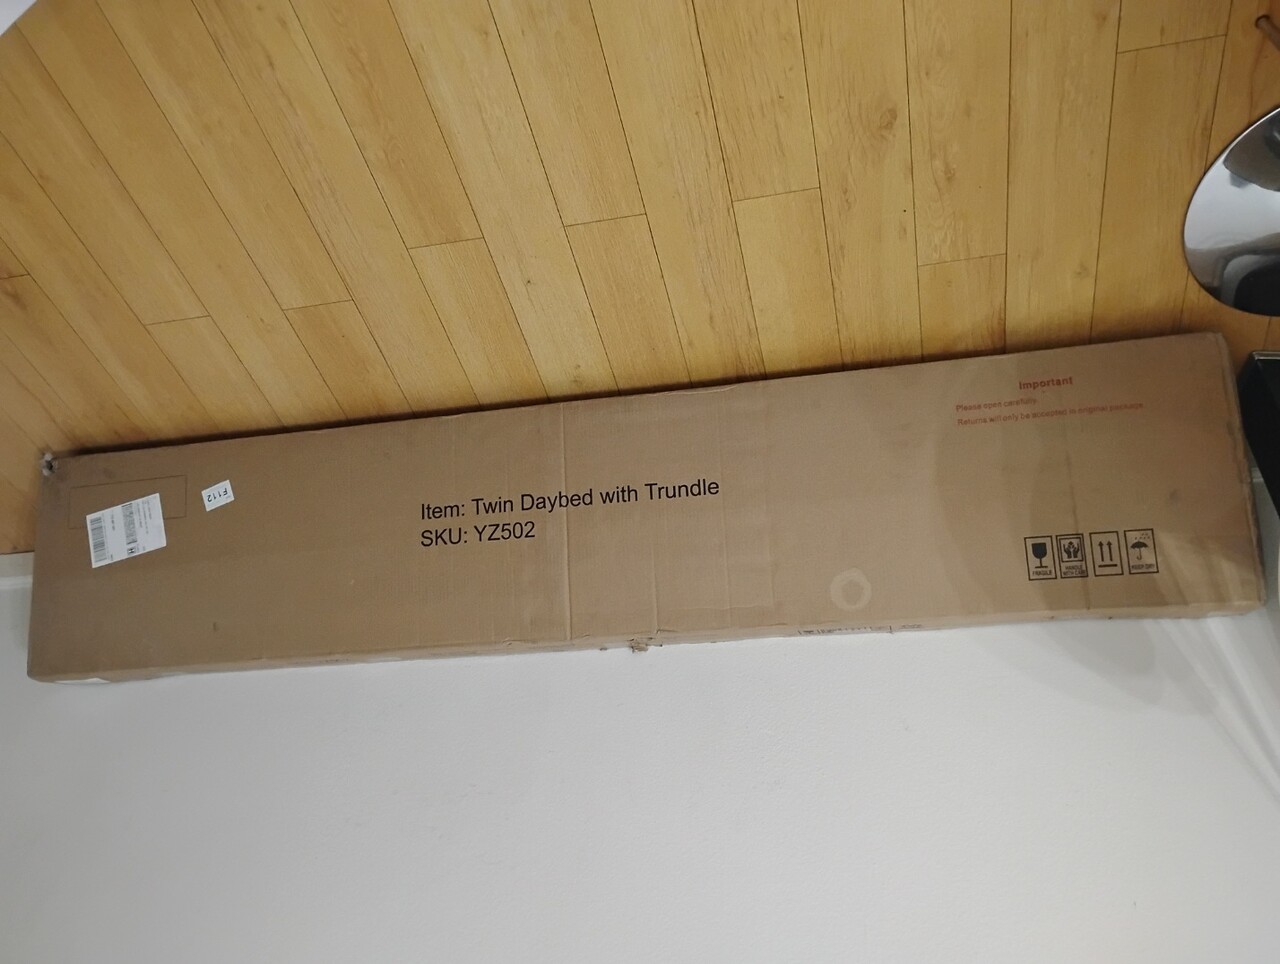 Important
Please open carefully.
Returns will only be accepted in original package.
F112
Item: Twin Daybed with Trundle
SKU: YZ502
FRAGILE
HANDLE
WITH CARE
KEEP DRY